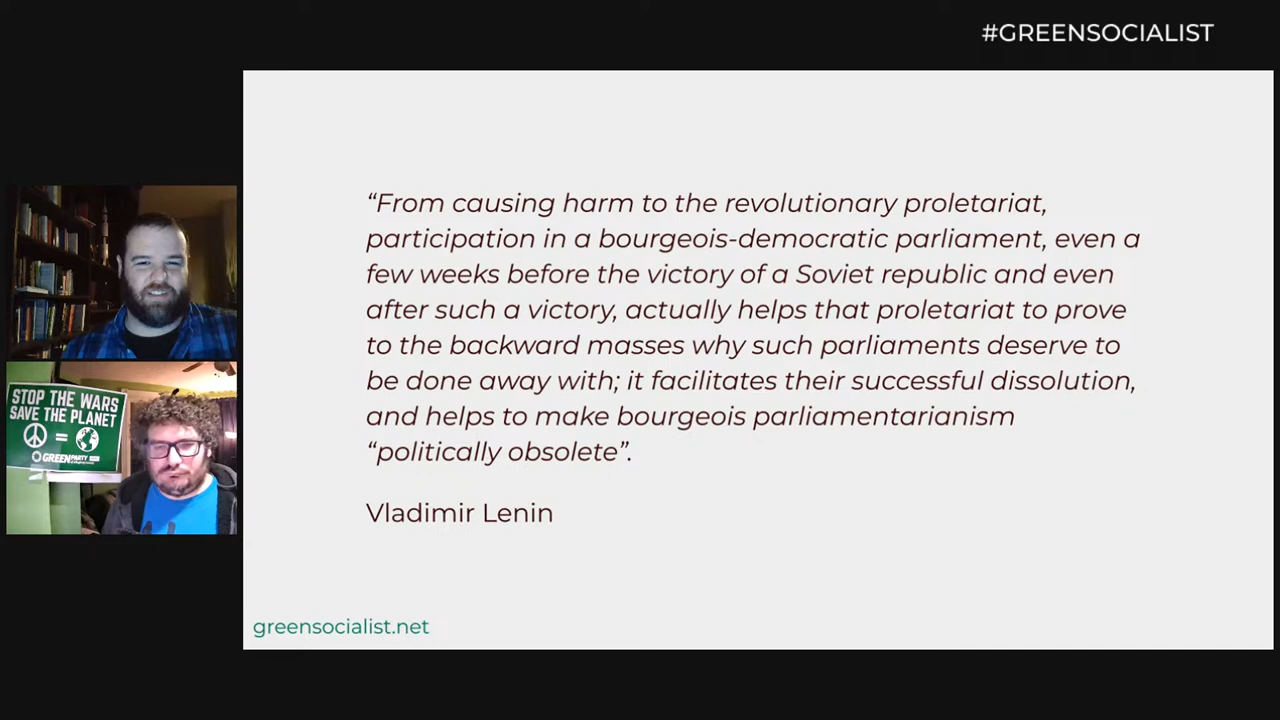 #GREENSOCIALIST
“From causing harm to the revolutionary proletariat,
participation in a bourgeois-democratic parliament, even a
few weeks before the victory of a Soviet republic and even
after such a victory, actually helps that proletariat to prove
to the backward masses why such parliaments deserve to
be done away with; it facilitates their successful dissolution,
and helps to make bourgeois parliamentarianism
“politically obsolete”.
Vladimir Lenin
STOP THE WARS
SAVE THE PLANET
=
GREENPARTY
greensocialist.net